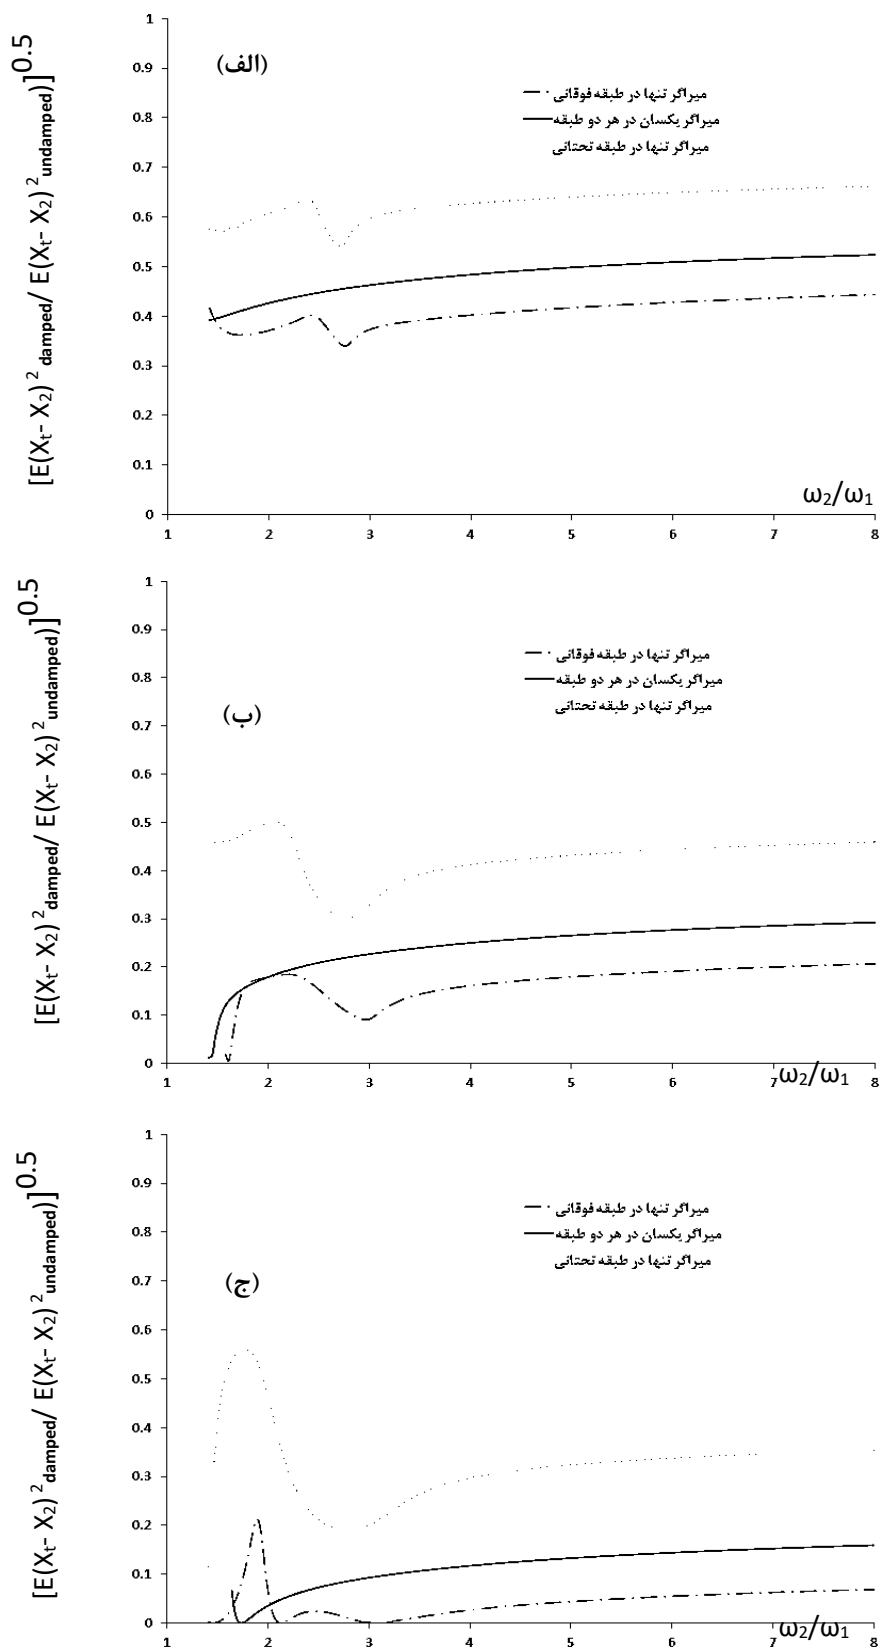 [E(Xt- X2) 2 damped/ E(Xt- X2) 2undamped)]0.5
1
0.9
0.8
0.7
0.6
0.5
0.4
0.3
0.2
0.1
0
(الف)
میراگر تنها در طبقه فوقانی
میراگر یکسان در هر دو طبقه
میراگر تنها در طبقه تحتانی
ω2/ω1
1 2 3 4 5 6 7 8
[E(Xt- X2) 2damped/ E(Xt- X2) 2undamped)]0.5
1
0.9
0.8
0.7
0.6
0.5
0.4
0.3
0.2
0.1
0
میراگر تنها در طبقه فوقانی
میراگر یکسان در هر دو طبقه
میراگر تنها در طبقه تحتانی
(ب)
1 2 3 4 5 6 7 8
ω2/ω1
[E(Xt- X2) 2damped/ E(Xt- X2) 2undamped)]0.5
1
0.9
0.8
0.7
0.6
0.5
0.4
0.3
0.2
0.1
0
میراگر تنها در طبقه فوقانی
میراگر یکسان در هر دو طبقه
میراگر تنها در طبقه تحتانی
(ج)
ω2/ω1
1 2 3 4 5 6 7 8